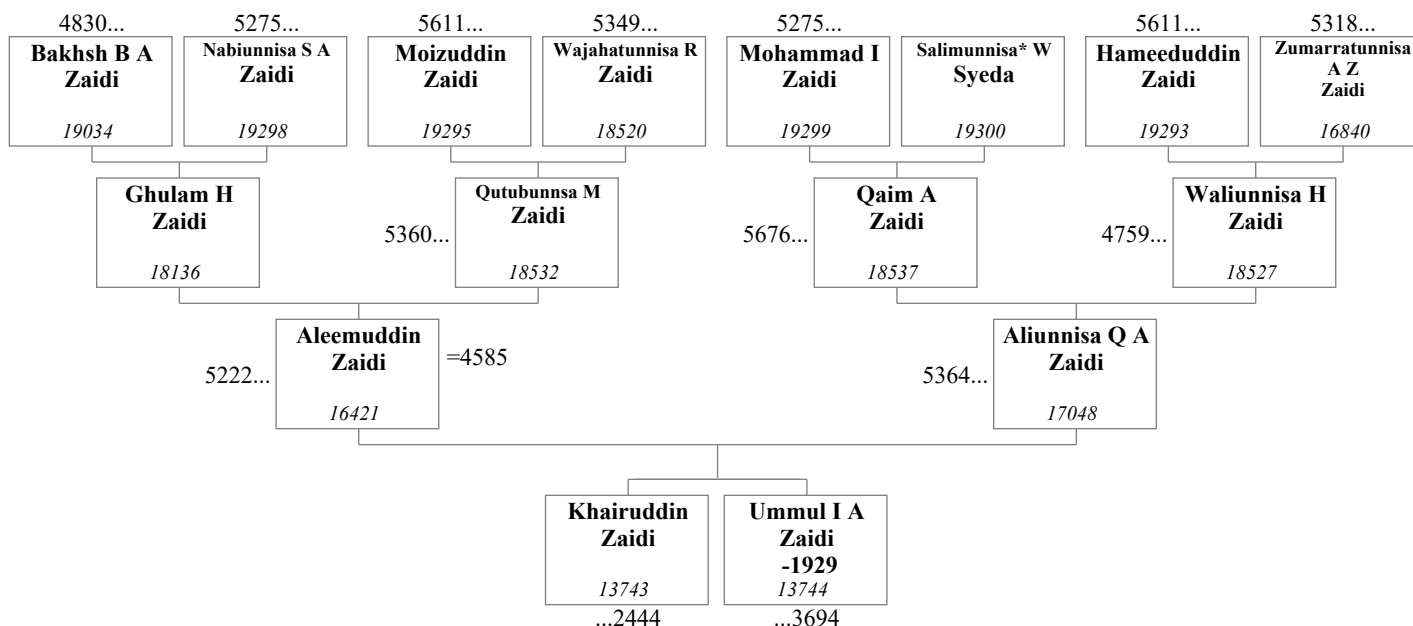 4830... 5275... 5611... 5349... 5275... 5611... 5318...
Bakhsh B A
Zaidi
19034
Nabiunnisa S A
Zaidi
19298
Moizuddin
Zaidi
19295
Wajahatunnisa R
Zaidi
18520
Mohammad I
Zaidi
19299
Salimunnisa* W
Syeda
19300
Hameeduddin
Zaidi
19293
Zumarratunnisa
A Z
Zaidi
16840
Ghulam H
Zaidi
18136
5360...
Qutubunnsa M
Zaidi
18532
5676...
Qaim A
Zaidi
18537
4759...
Waliunnisa H
Zaidi
18527
5222...
Aleemuddin
Zaidi
16421
=4585
5364...
Aliunnisa Q A
Zaidi
17048
Khairuddin
Zaidi
13743
...2444
Ummul I A
Zaidi
-1929
13744
...3694